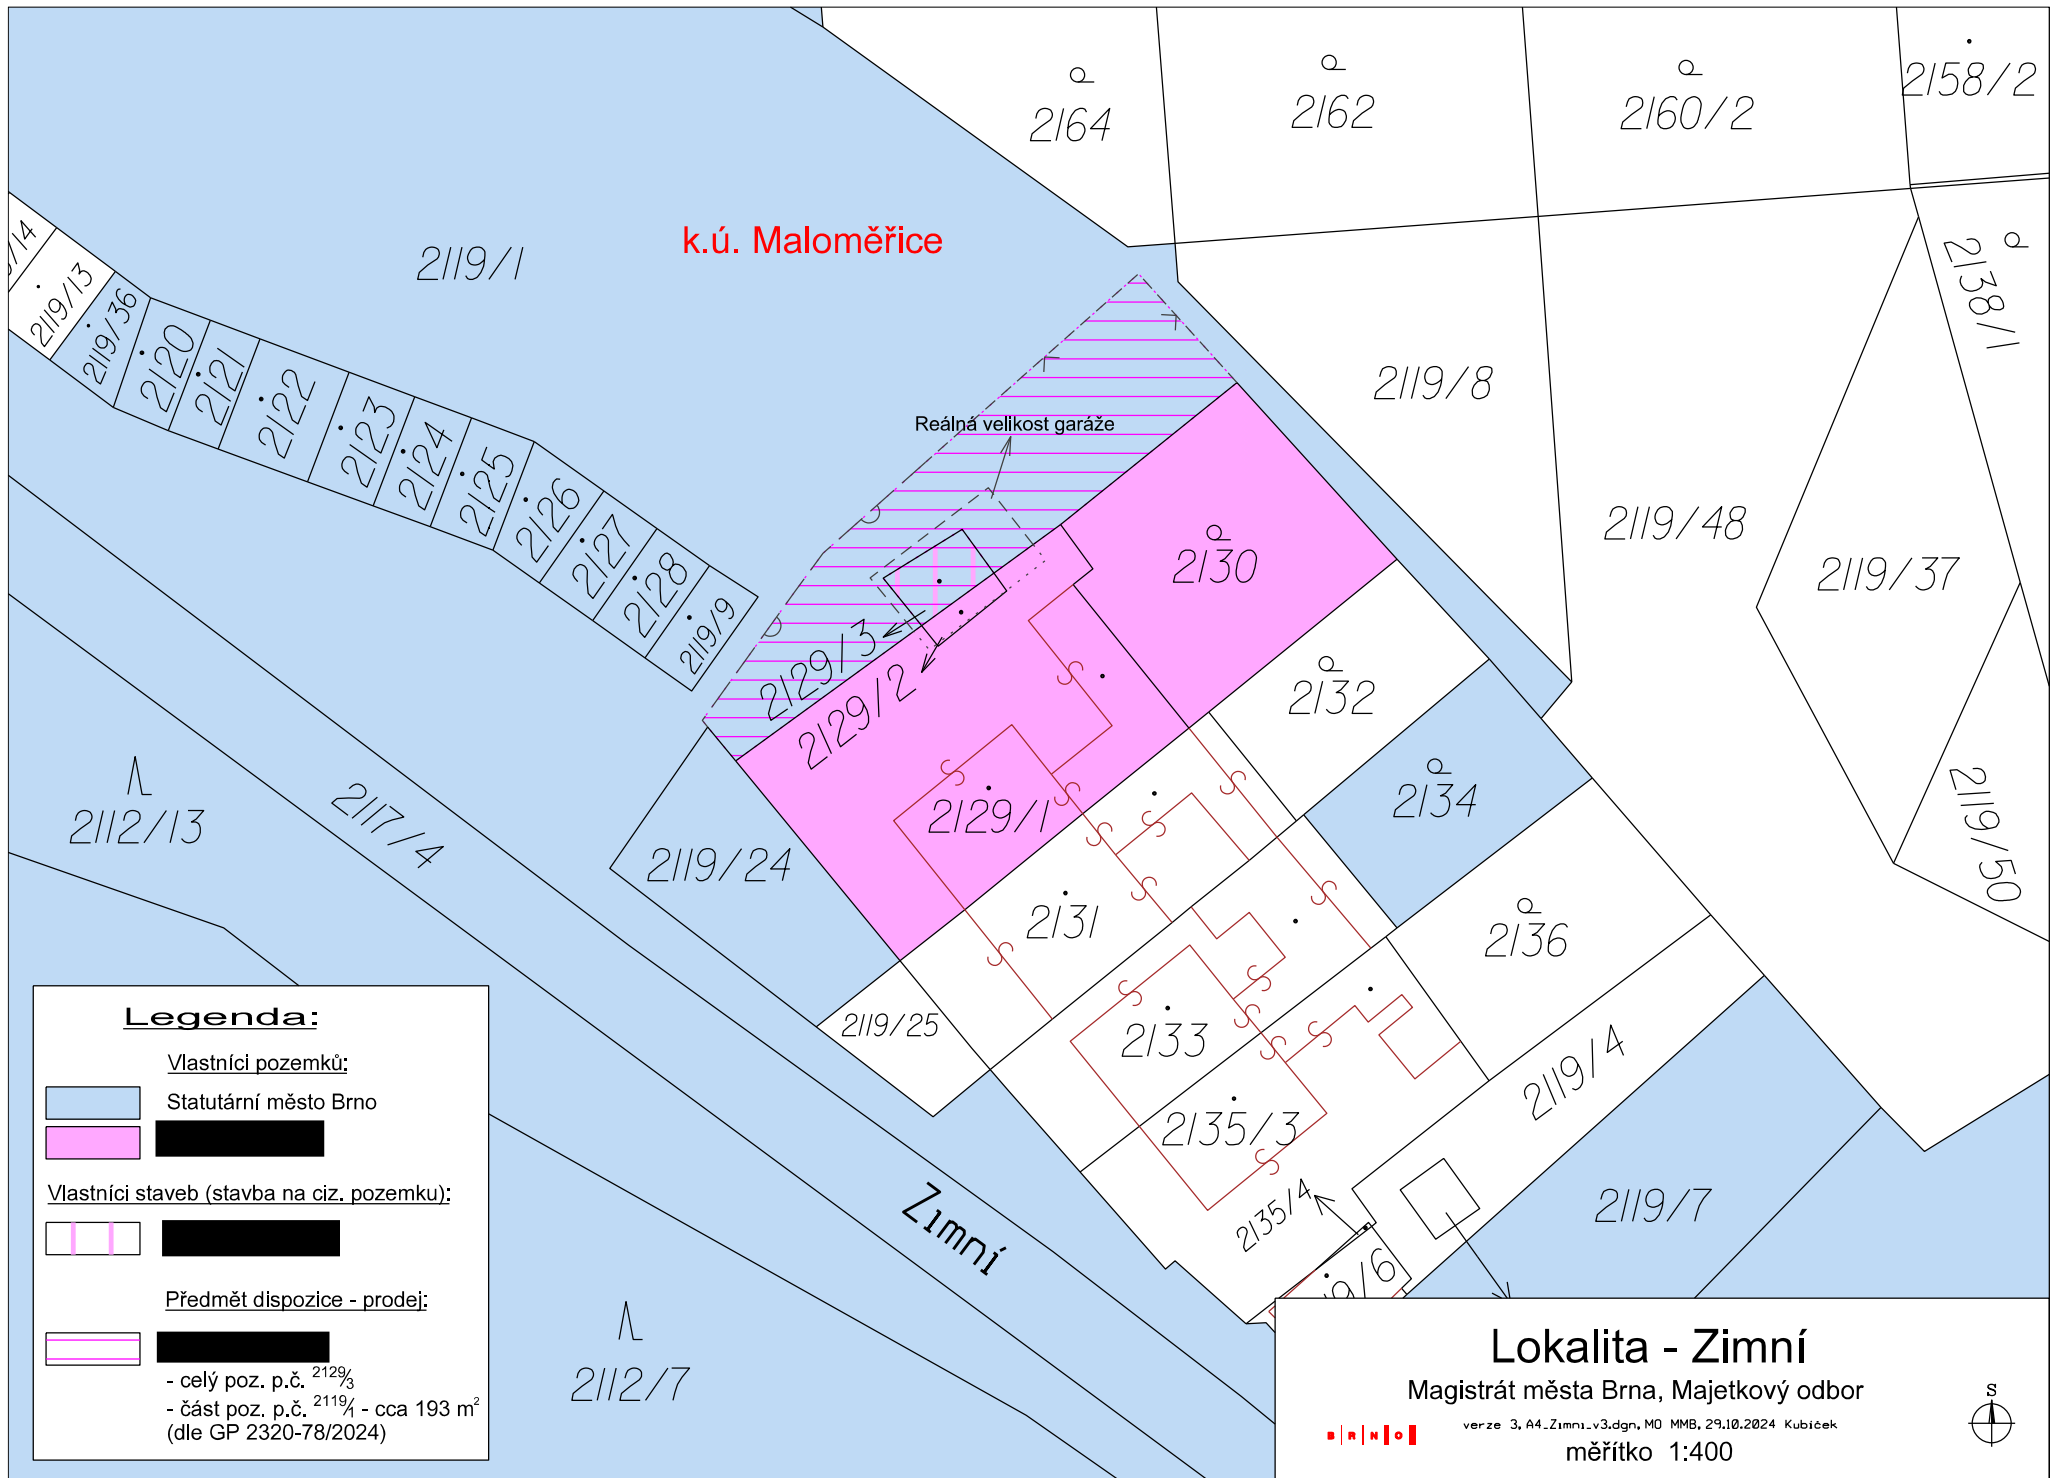 2164
2162
2160/2
2158/2
k.ú. Maloměřice
2119/1
/14
2119/13
2119/36
2120
2121
2122
2123
2124
2125
2126
2127
2128
2119/9
2138/1
2119/8
Reálná velikost garáže
2119/48
2130
2119/37
2129/3
2129/2
2132
2134
2119/50
2112/13
2117/4
2119/24
2129/1
2131
2136
2119/25
2133
2119/4
2135/3
2135/4
2119/7
9/6
Zimní
2112/7
Legenda:
Vlastníci pozemků:
Statutární město Brno
Vlastníci staveb (stavba na ciz. pozemku):
Předmět dispozice - prodej:
- celý poz. p.č. 2129/3
- část poz. p.č. 2119/1 - cca 193 m²
(dle GP 2320-78/2024)
Lokalita - Zimní
Magistrát města Brna, Majetkový odbor
verze 3, A4_Zimni_v3.dgn, MO MMB, 29.10.2024 Kubíček
měřítko 1:400
BRNO
S